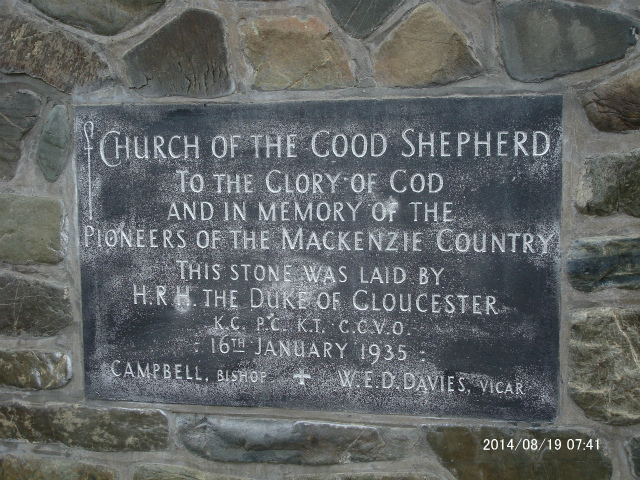 CHURCH OF THE GOOD SHEPHERD
TO THE GLORY OF GOD
AND IN MEMORY OF THE
PIONEERS OF THE MACKENZIE COUNTRY
THIS STONE WAS LAID BY
H.R.H. THE DUKE OF GLOUCESTER
K.G. P.C. K.T. G.C.V.O.
: 16TH JANUARY 1935 :
CAMPBELL, BISHOP + W.E.D. DAVIES, VICAR
2014/08/19 07:41